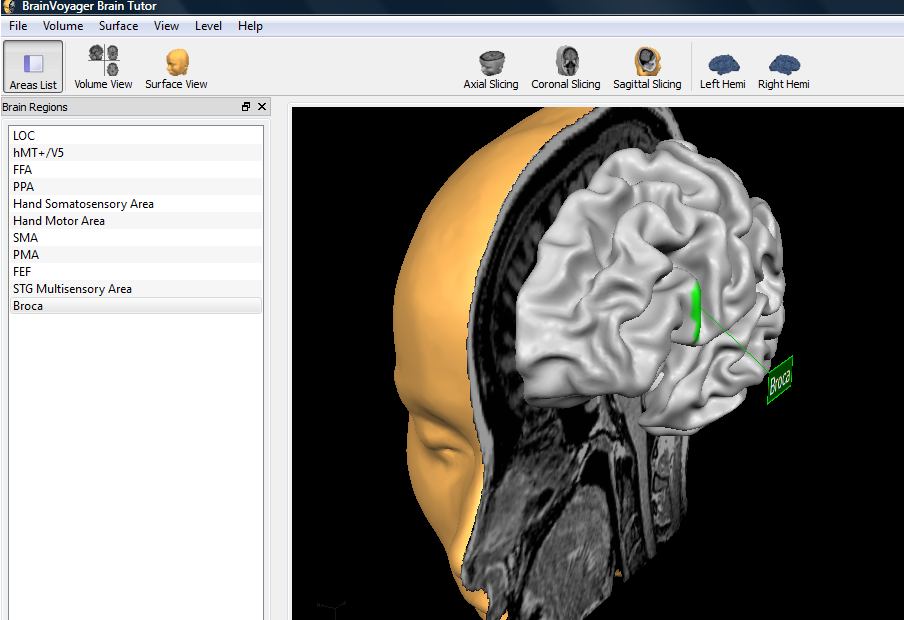 BrainVoyager Brain Tutor
File Volume Surface View Level Help
Areas List Volume View Surface View Axial Slicing Coronal Slicing Sagittal Slicing Left Hemi Right Hemi
Brain Regions
LOC
hMT+/V5
FFA
PPA
Hand Somatosensory Area
Hand Motor Area
SMA
PMA
FEF
STG Multisensory Area
Broca
Broca